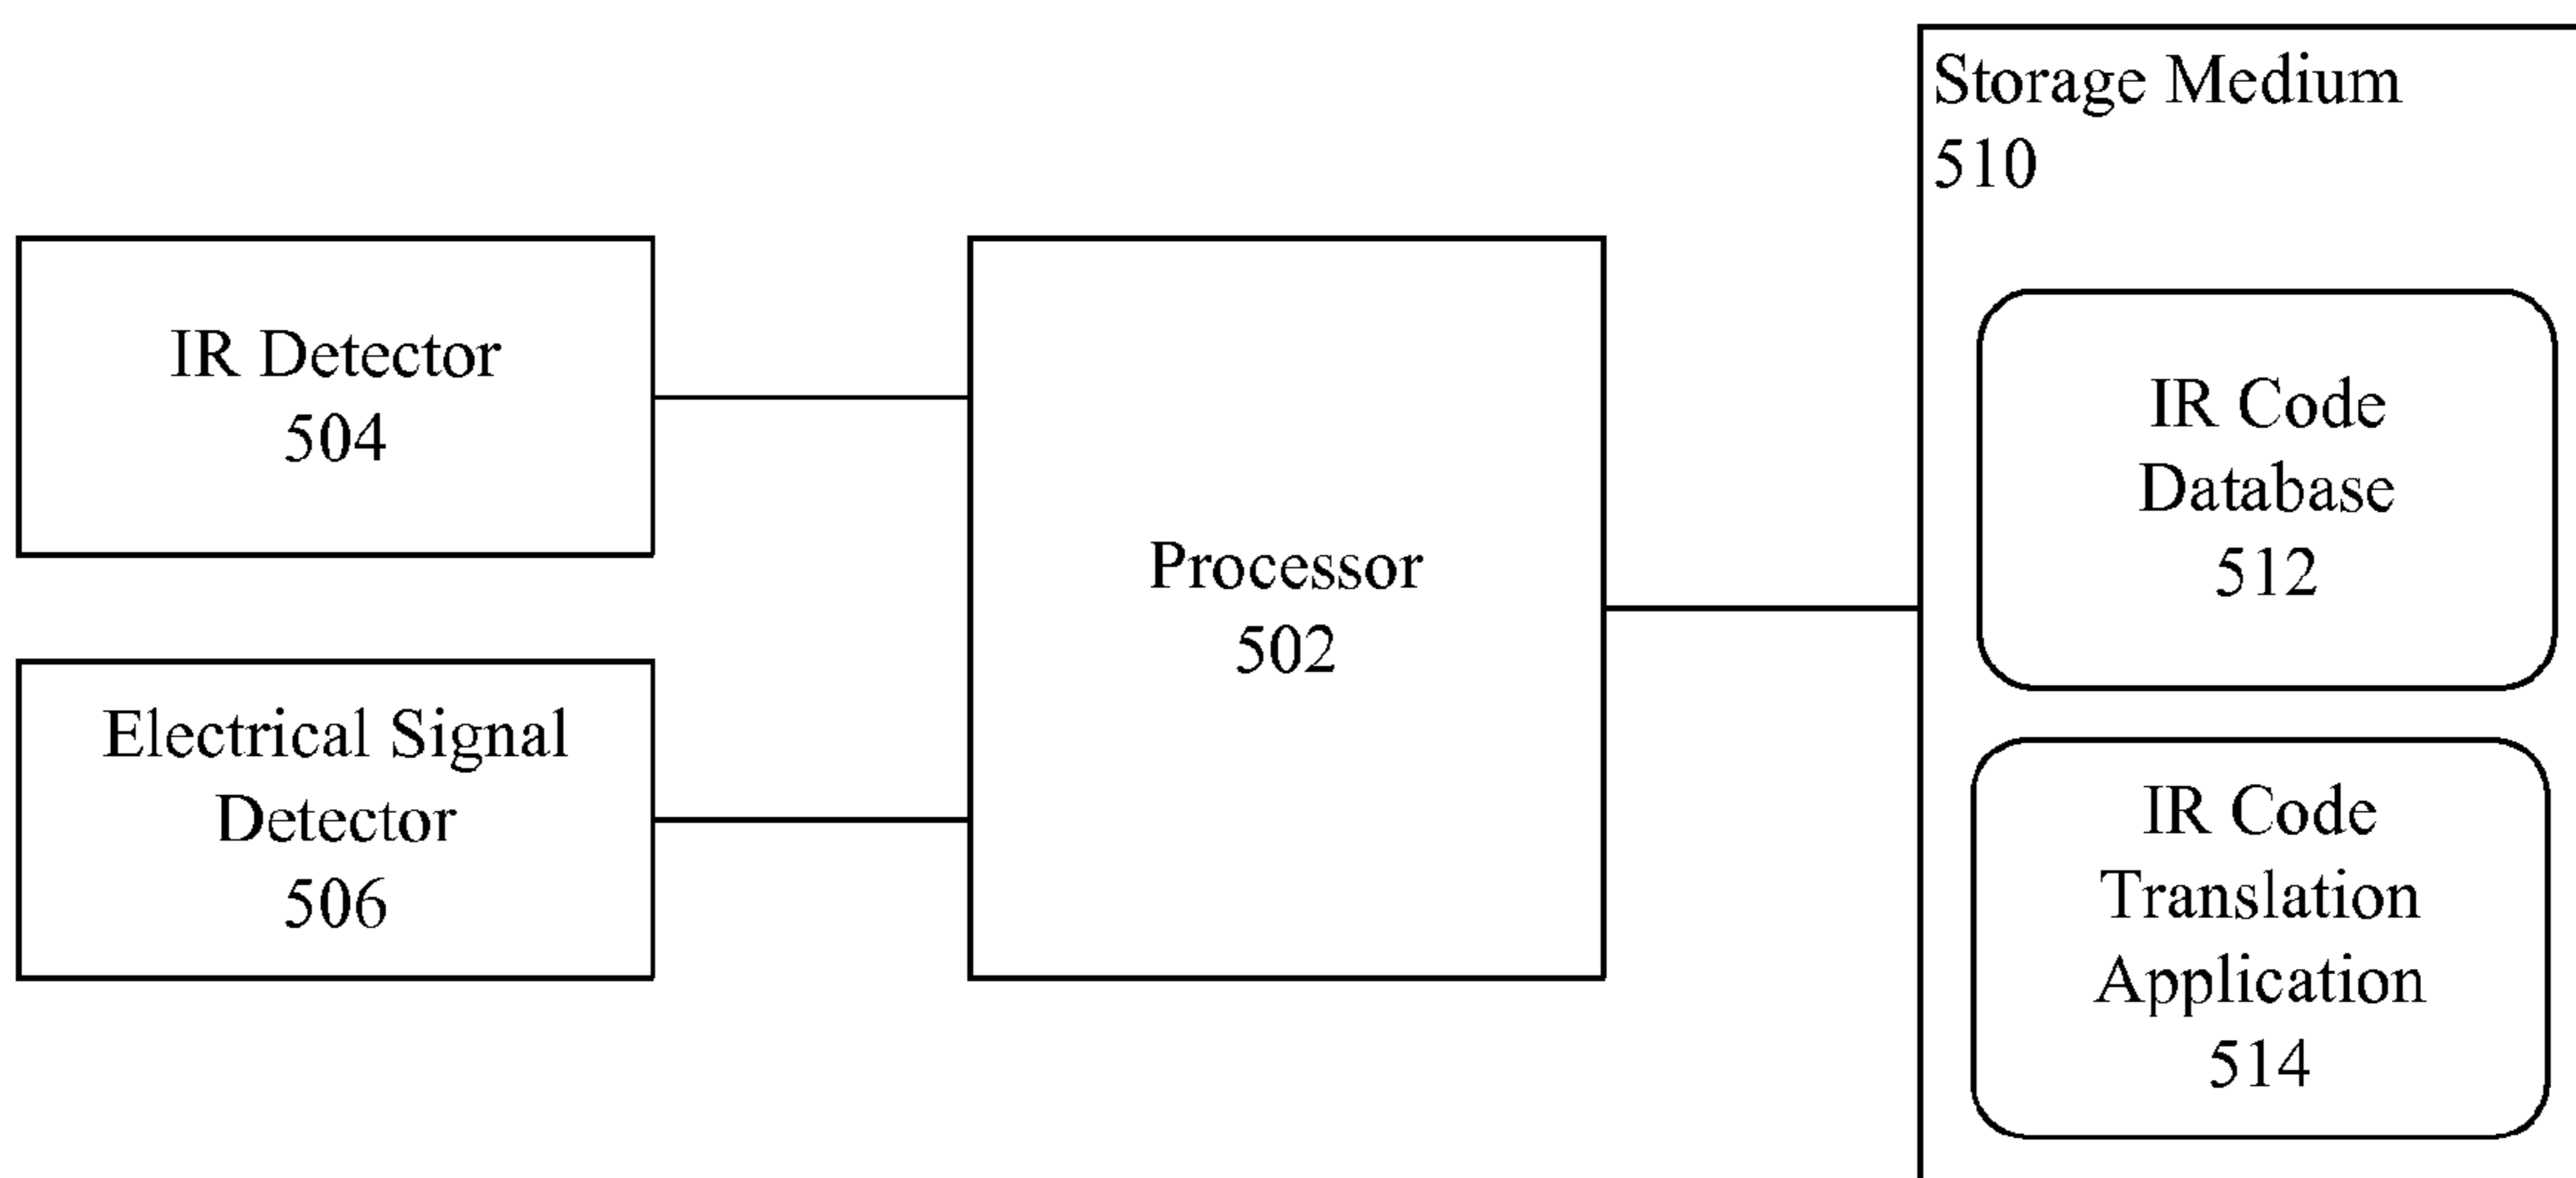 Storage Medium
510
IR Detector
504
IR Code
Database
512
Processor
502
Electrical Signal
Detector
506
IR Code
Translation
Application
514